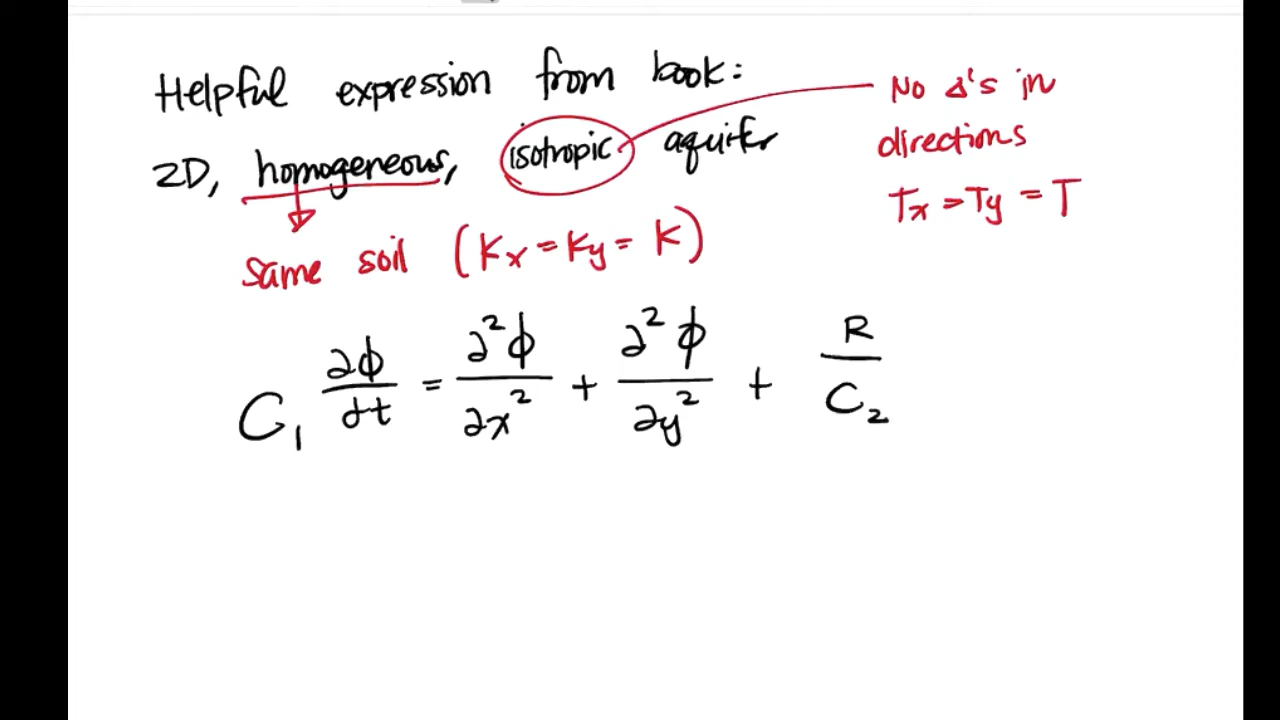 Helpful expression from book:
2D, homogeneous, isotropic aquifer
No Δ's in
directions
Tx = Ty = T
same soil (Kx = Ky = K)
C₁ ∂ϕ/∂t = ∂²ϕ/∂x² + ∂²ϕ/∂y² + R/C₂